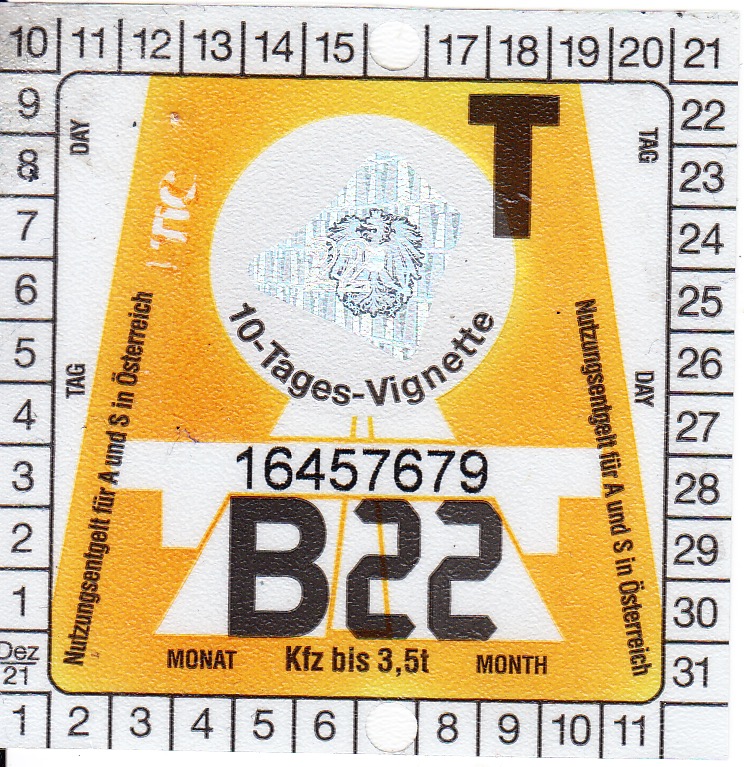 10 11 12 13 14 15 17 18 19 20 21
9 22
8 23
7 24
6 25
5 26
4 27
3 28
2 29
1 30
Dez 21 31
1 2 3 4 5 6 8 9 10 11
DAY
TAG
T
TAG
DAY
10-Tages-Vignette
Nutzungsentgelt für A und S in Österreich
Nutzungsentgelt für A und S in Österreich
16457679
B22
MONAT Kfz bis 3,5t MONTH